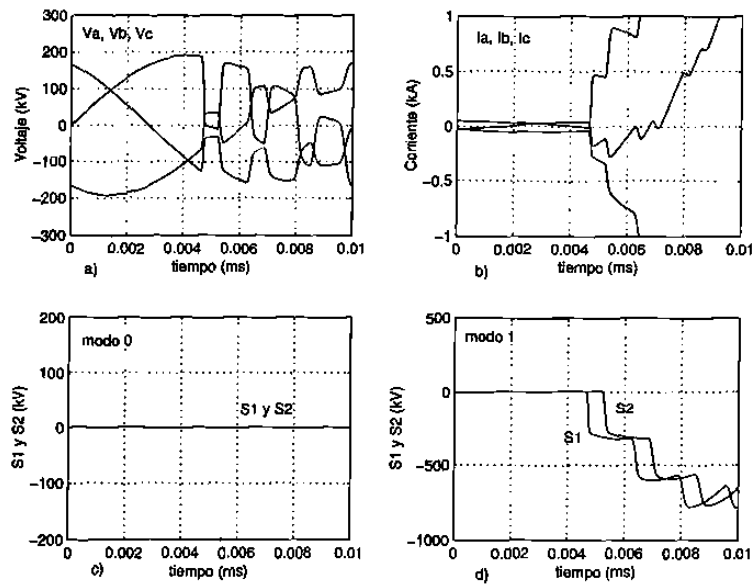 Va, Vb, Vc
Voltaje (kV)
300
200
100
0
-100
-200
-300
0
0.002
0.004
0.006
0.008
0.01
tiempo (ms)
a)
Ia, Ib, Ic
Corriente (kA)
1
0.5
0
-0.5
-1
0
0.002
0.004
0.006
0.008
0.01
tiempo (ms)
b)
modo 0
S1 y S2
S1 y S2 (kV)
200
100
0
-100
-200
0
0.002
0.004
0.006
0.008
0.01
tiempo (ms)
c)
modo 1
S2
S1
S1 y S2 (kV)
500
0
-500
-1000
0
0.002
0.004
0.006
0.008
0.01
tiempo (ms)
d)